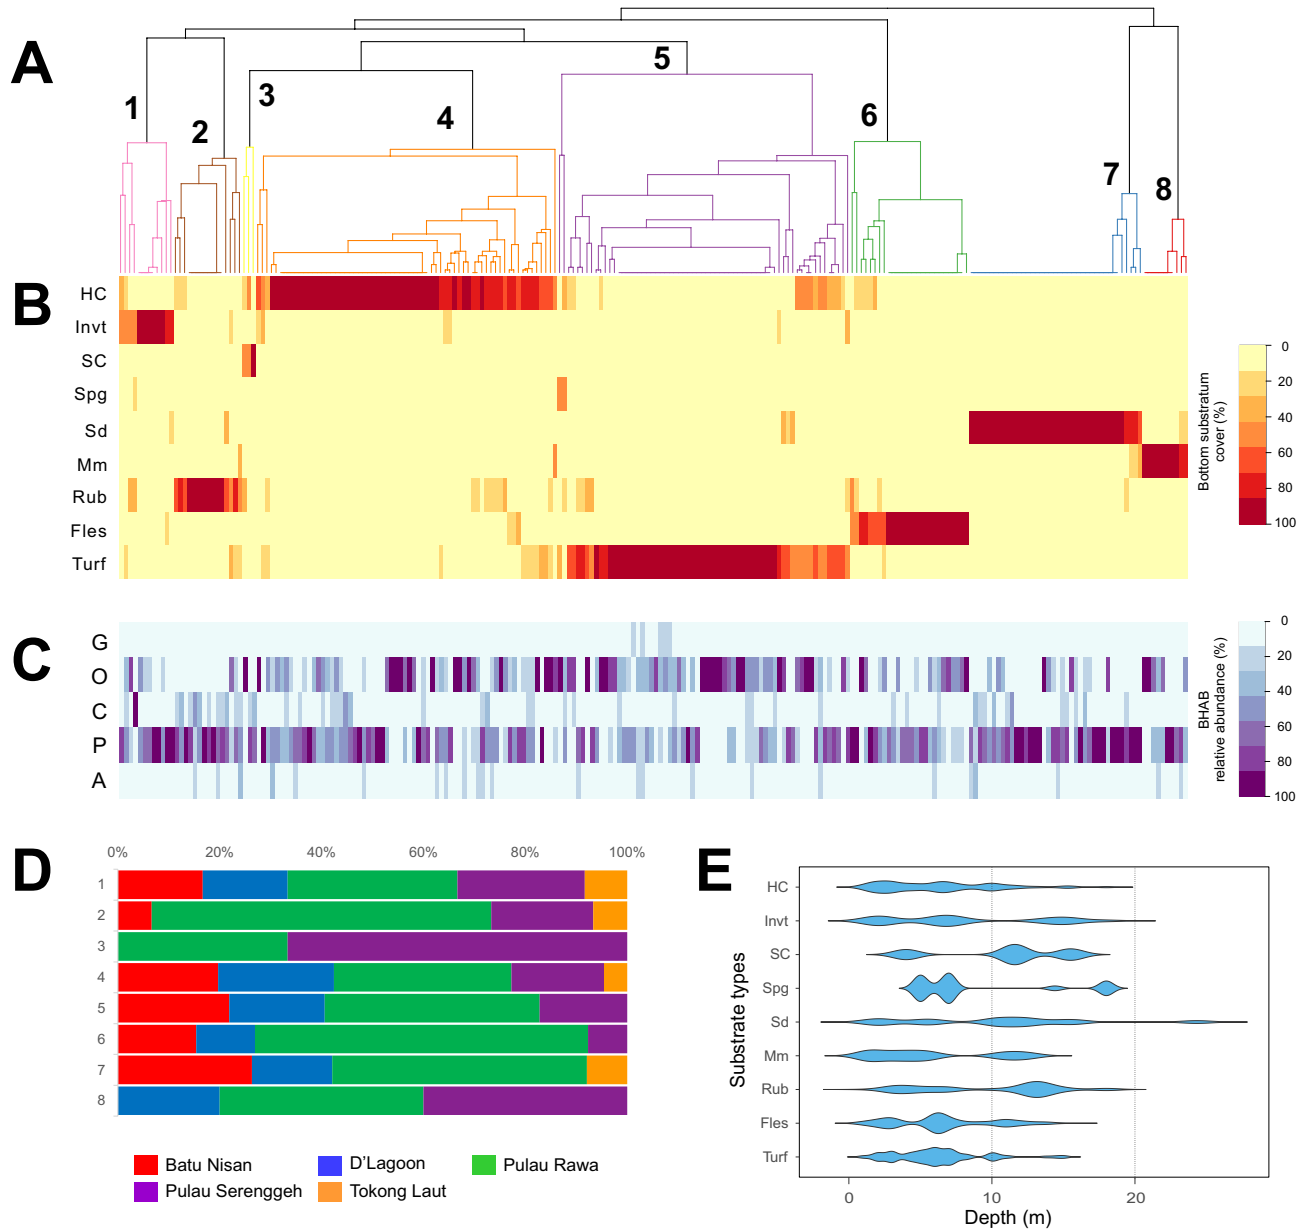 A
1
2
3
4
5
6
7
8
B
HC
Invt
SC
Spg
Sd
Mm
Rub
Fles
Turf
0
20
40
60
80
100
Bottom substratum
cover (%)
C
G
O
C
P
A
0
20
40
60
80
100
BHAB
relative abundance (%)
D
0% 20% 40% 60% 80% 100%
1
2
3
4
5
6
7
8
Batu Nisan D'Lagoon Pulau Rawa
Pulau Serenggeh Tokong Laut
E
Substrate types
HC
Invt
SC
Spg
Sd
Mm
Rub
Fles
Turf
0 10 20
Depth (m)